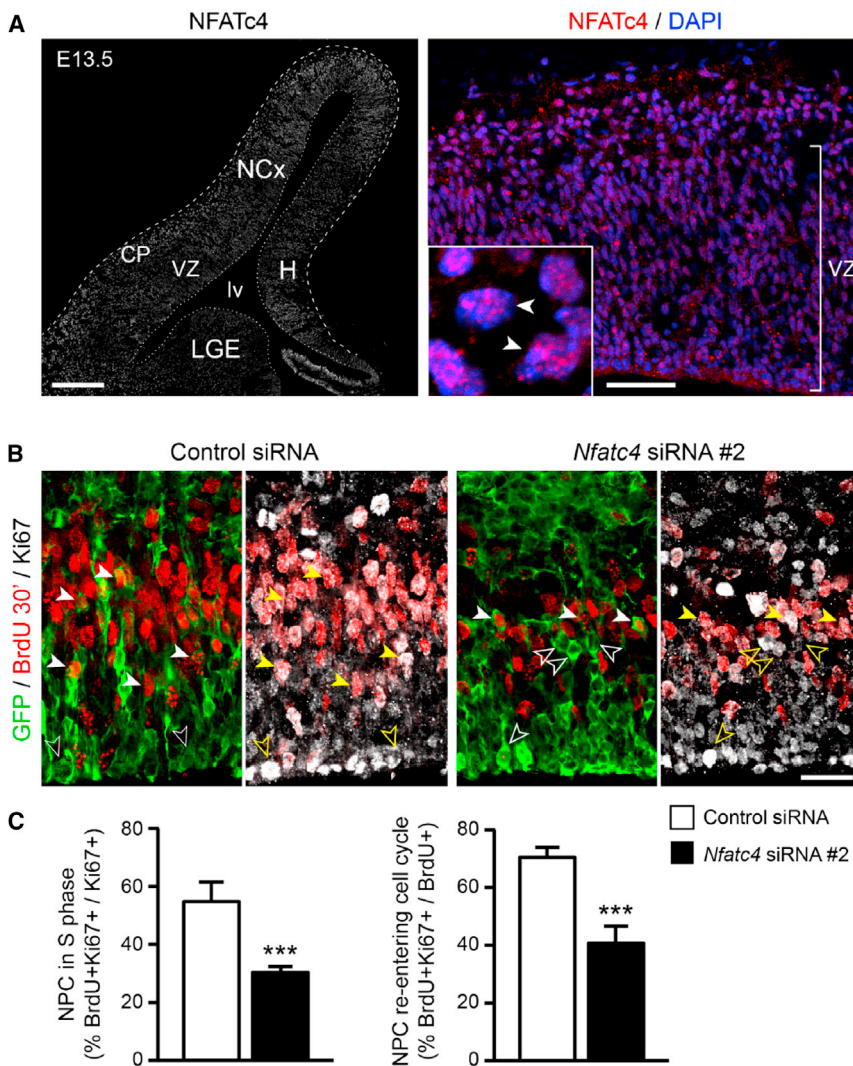 A
NFATc4
E13.5
NCx
CP
VZ
H
lv
LGE
NFATc4 / DAPI
VZ
B
Control siRNA
Nfatc4 siRNA #2
GFP / BrdU 30' / Ki67
C
80
60
40
20
0
NPC in S phase
(% BrdU+Ki67+ / Ki67+)
***
80
60
40
20
0
NPC re-entering cell cycle
(% BrdU+Ki67+ / BrdU+)
***
Control siRNA
Nfatc4 siRNA #2